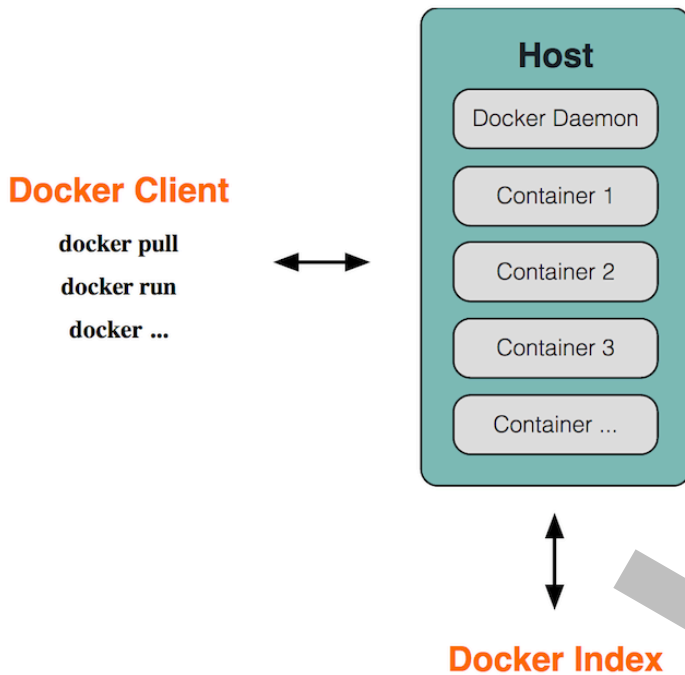 Host
Docker Daemon
Container 1
Container 2
Container 3
Container ...
Docker Client
docker pull
docker run
docker ...
Docker Index